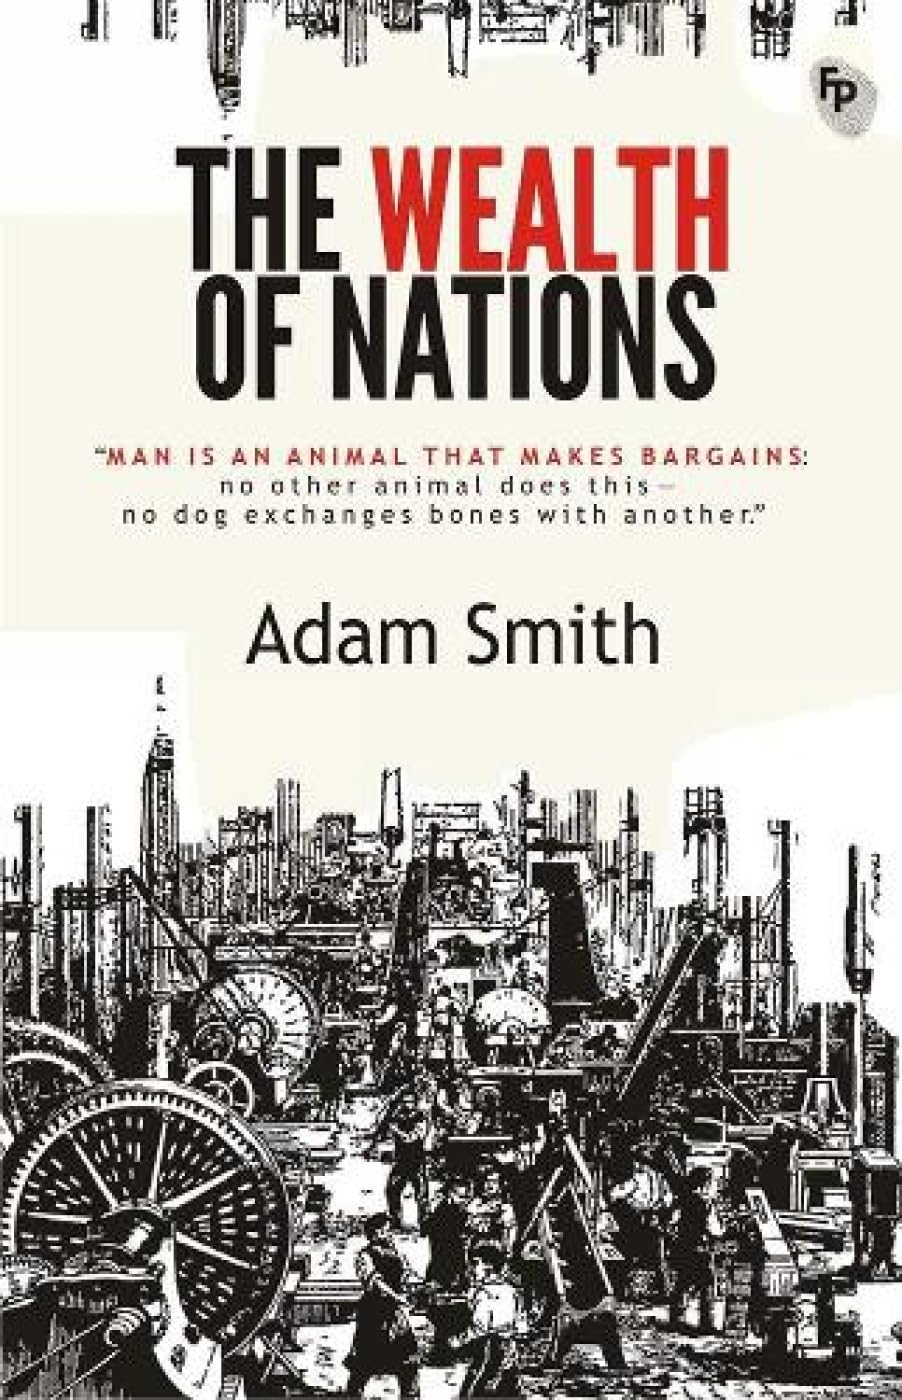 FP
THE WEALTH
OF NATIONS
“MAN IS AN ANIMAL THAT MAKES BARGAINS:
no other animal does this—
no dog exchanges bones with another.”
Adam Smith